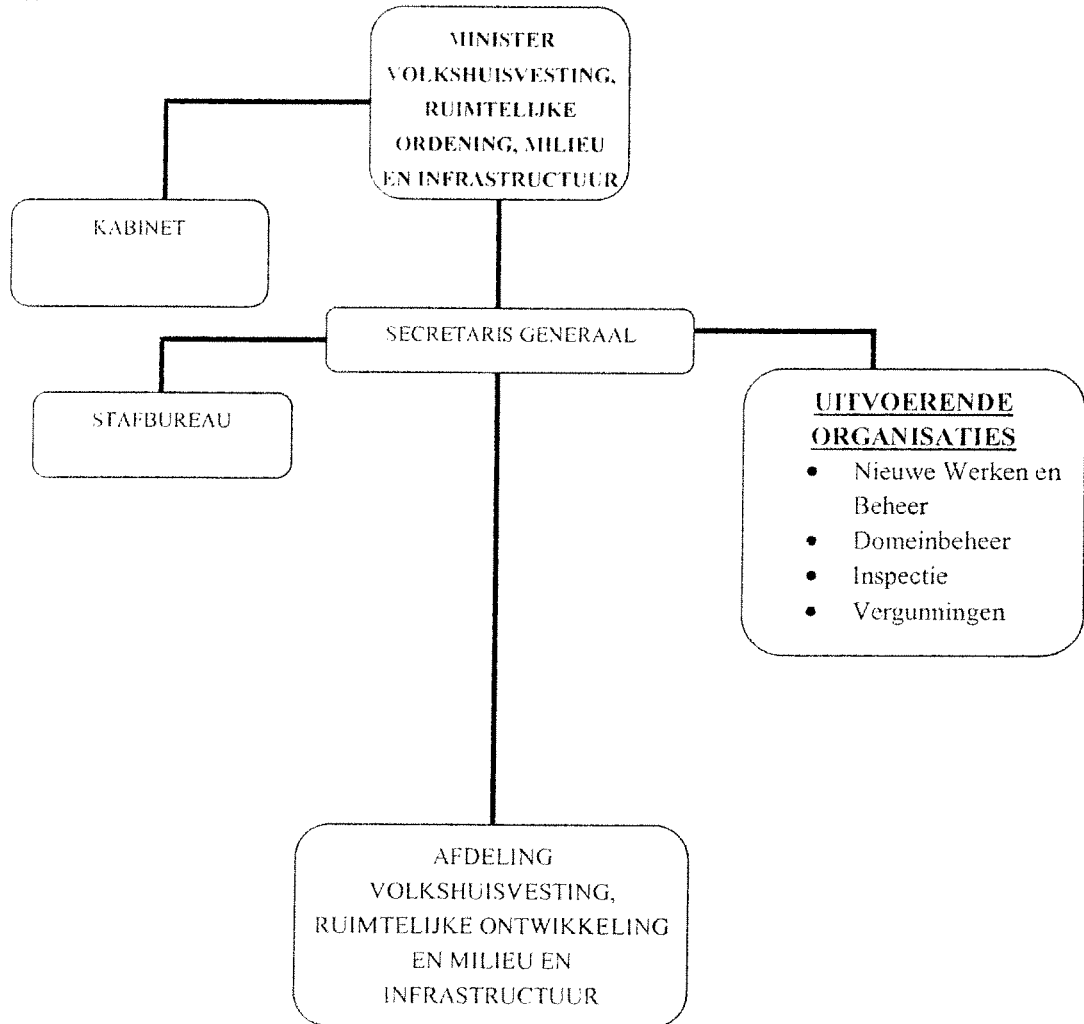 MINISTER
VOLKSHUISVESTING,
RUIMTELIJKE
ORDENING, MILIEU
EN INFRASTRUCTUUR
KABINET
SECRETARIS GENERAAL
STAFBUREAU
UITVOERENDE
ORGANISATIES
• Nieuwe Werken en
Beheer
• Domeinbeheer
• Inspectie
• Vergunningen
AFDELING
VOLKSHUISVESTING,
RUIMTELIJKE ONTWIKKELING
EN MILIEU EN
INFRASTRUCTUUR